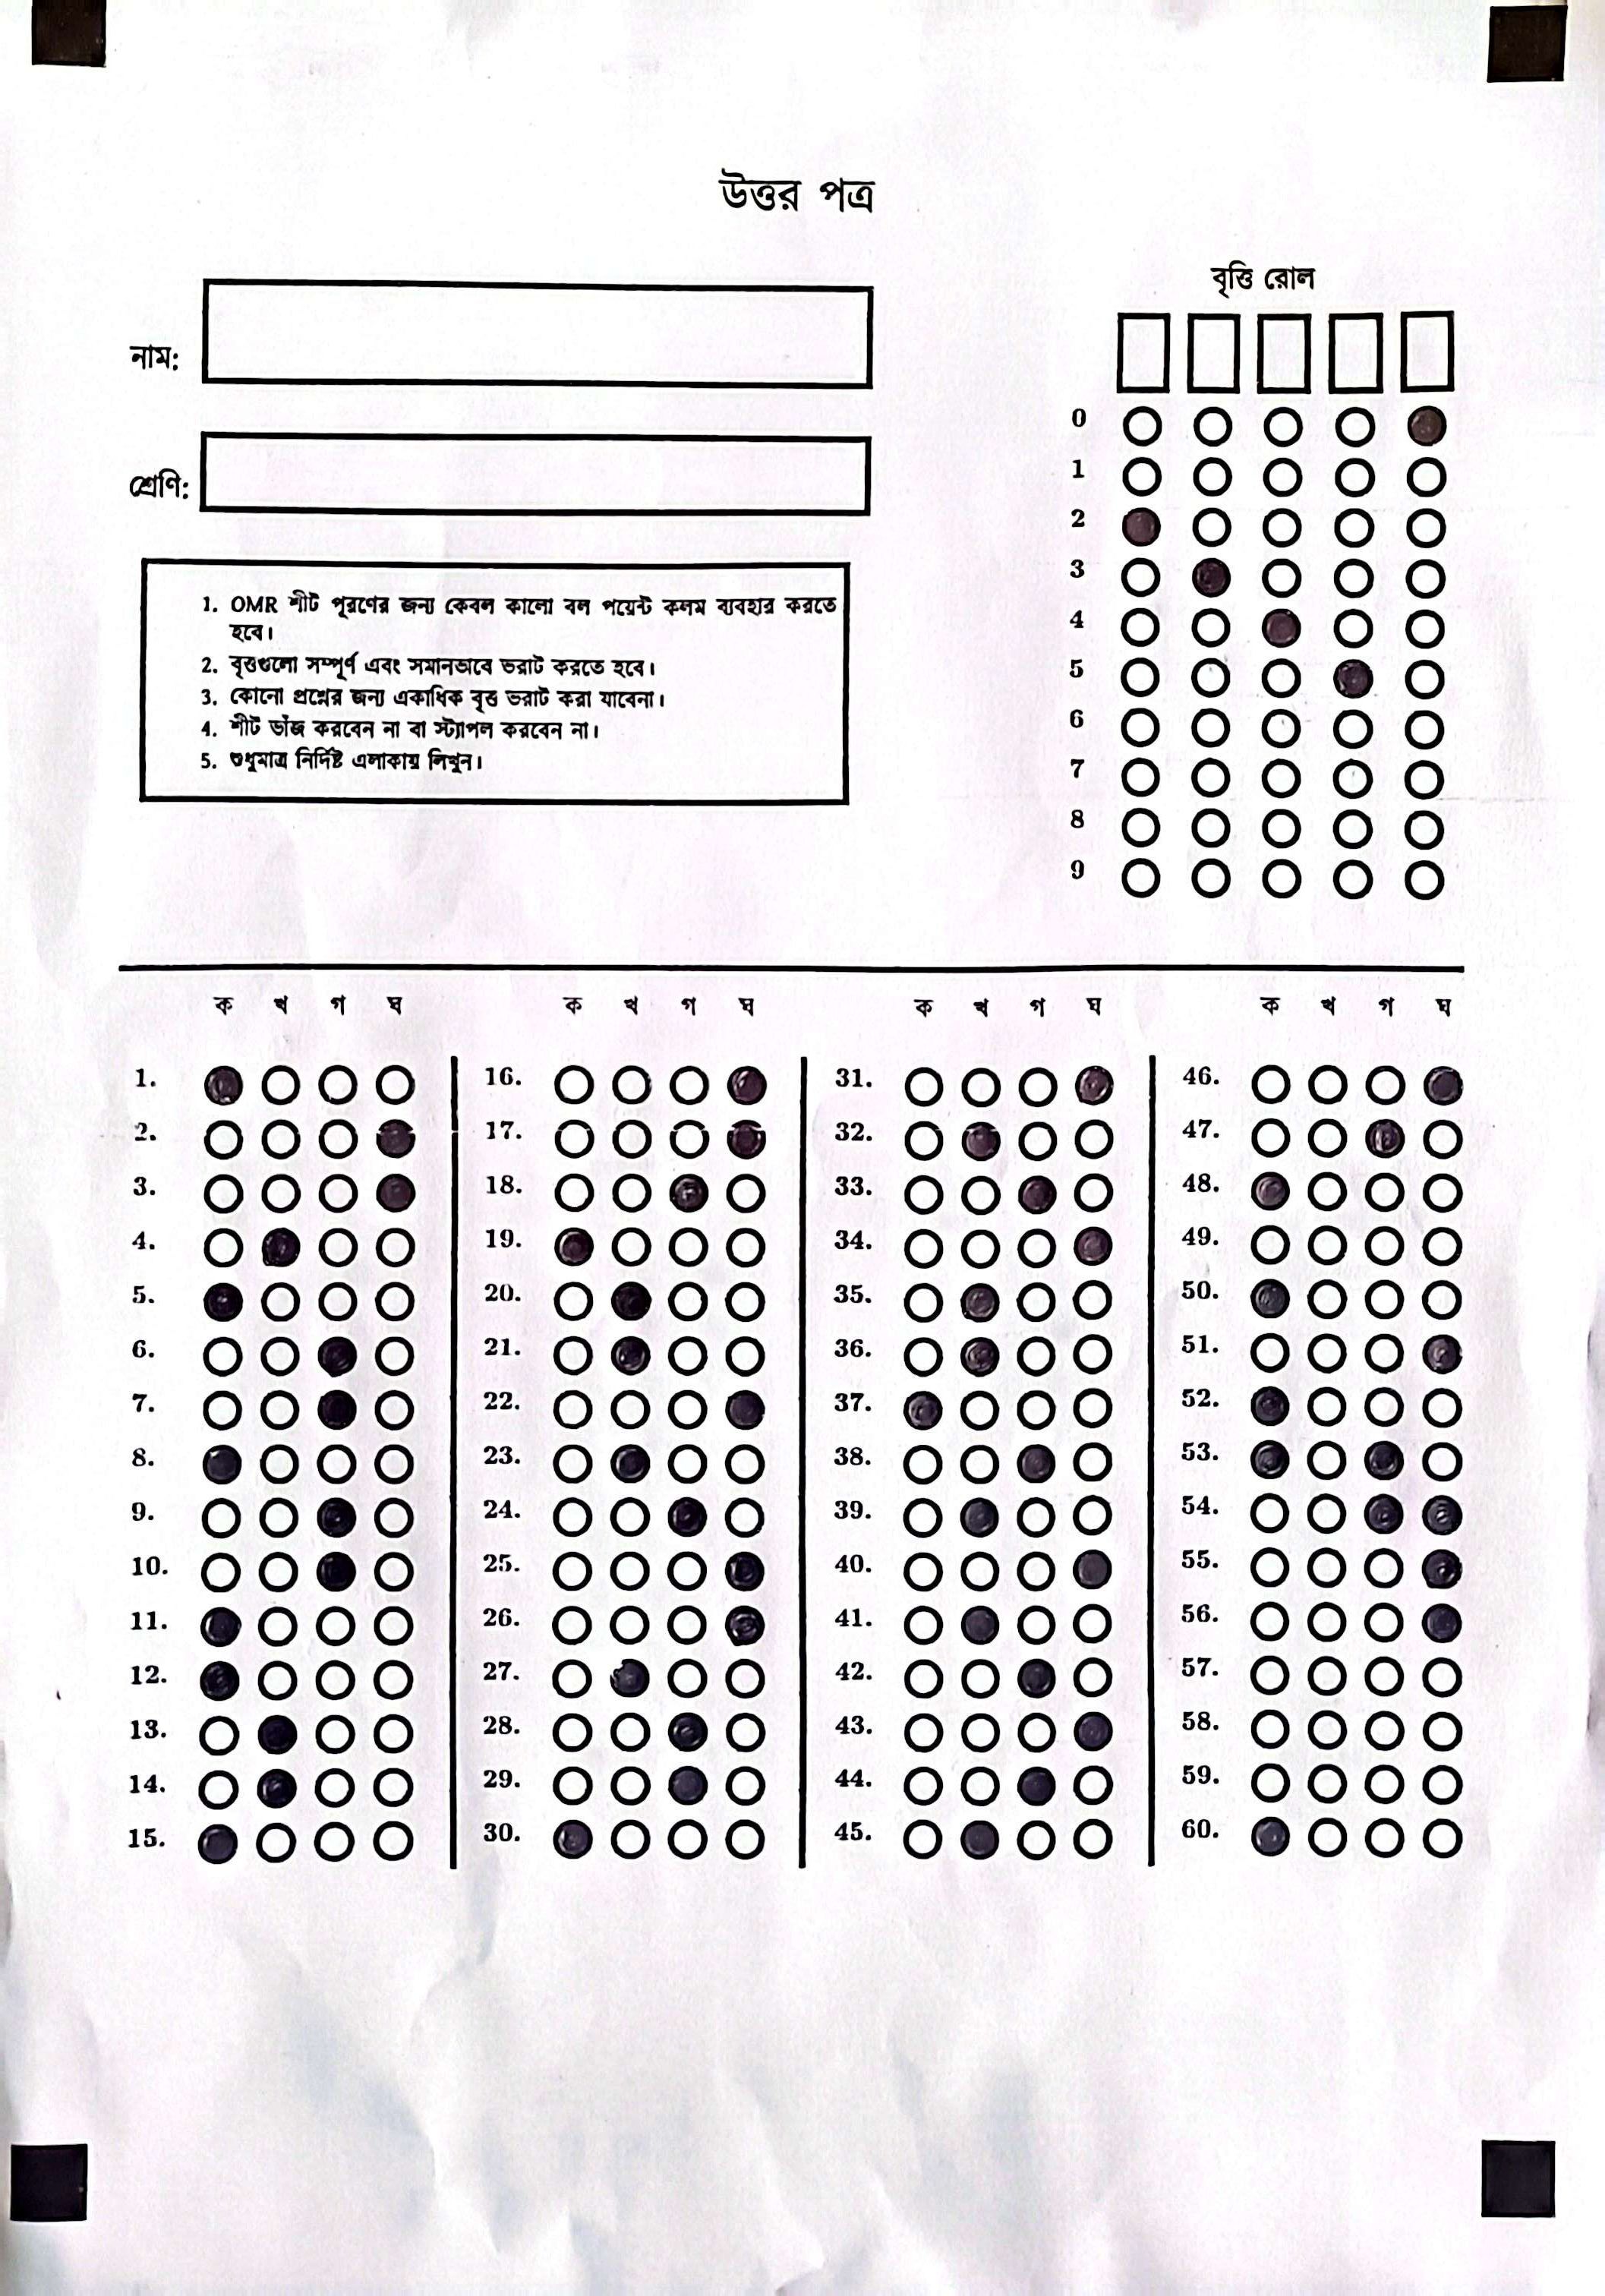 উত্তর পত্র
বৃত্তি রোল
নাম:
শ্রেণি:
0
1
2
3
4
5
6
7
8
9
1. OMR শীট পূরণের জন্য কেবল কালো বল পয়েন্ট কলম ব্যবহার করতে
হবে।
2. বৃত্তগুলো সম্পূর্ণ এবং সমানভাবে ভরাট করতে হবে।
3. কোনো প্রশ্নের জন্য একাধিক বৃত্ত ভরাট করা যাবেনা।
4. শীট ভাঁজ করবেন না বা স্ট্যাপল করবেন না।
5. শুধুমাত্র নির্দিষ্ট এলাকায় লিখুন।
ক খ গ ঘ ক খ গ ঘ ক খ গ ঘ ক খ গ ঘ
1. 16. 31. 46.
2. 17. 32. 47.
3. 18. 33. 48.
4. 19. 34. 49.
5. 20. 35. 50.
6. 21. 36. 51.
7. 22. 37. 52.
8. 23. 38. 53.
9. 24. 39. 54.
10. 25. 40. 55.
11. 26. 41. 56.
12. 27. 42. 57.
13. 28. 43. 58.
14. 29. 44. 59.
15. 30. 45. 60.